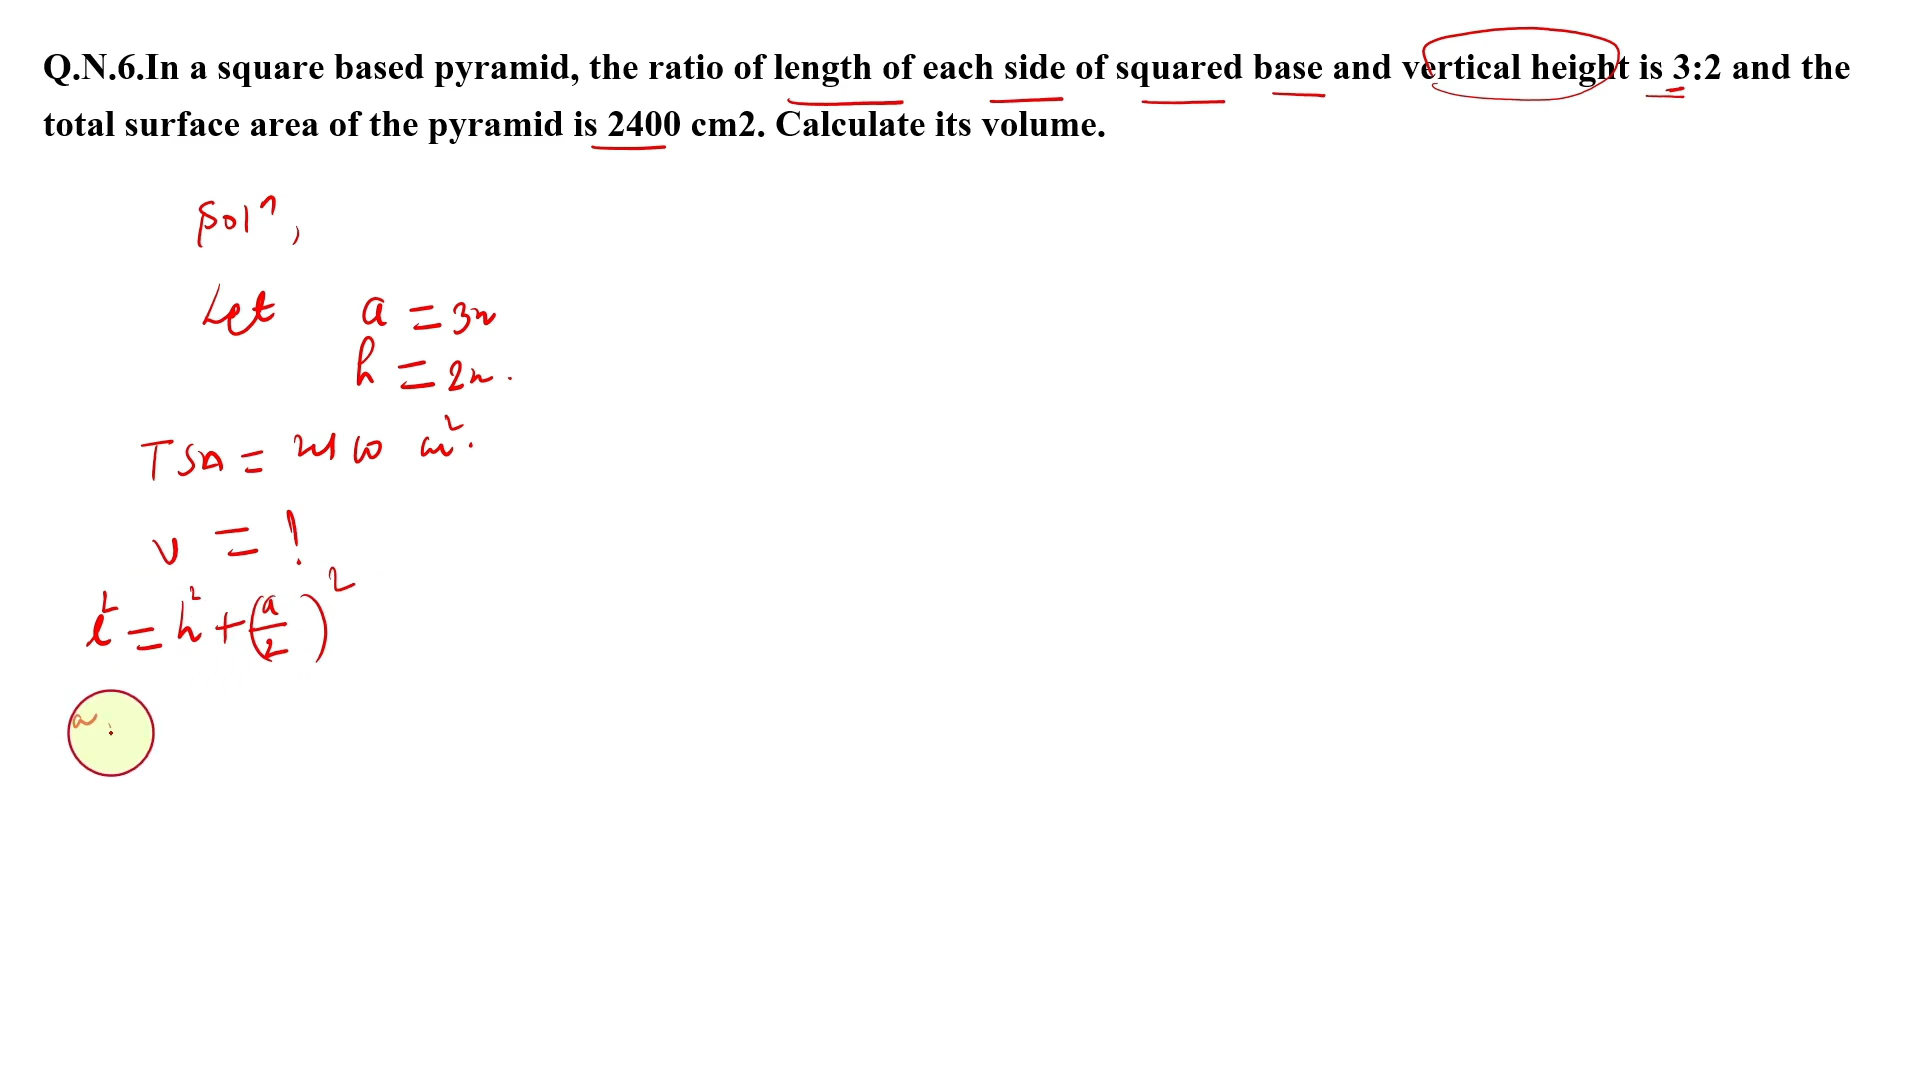 Q.N.6.In a square based pyramid, the ratio of length of each side of squared base and vertical height is 3:2 and the
total surface area of the pyramid is 2400 cm2. Calculate its volume.
Solⁿ,
Let a = 3x
h = 2x.
TSA = 2400 cm².
v = ?
l² = h² + (a/2)²